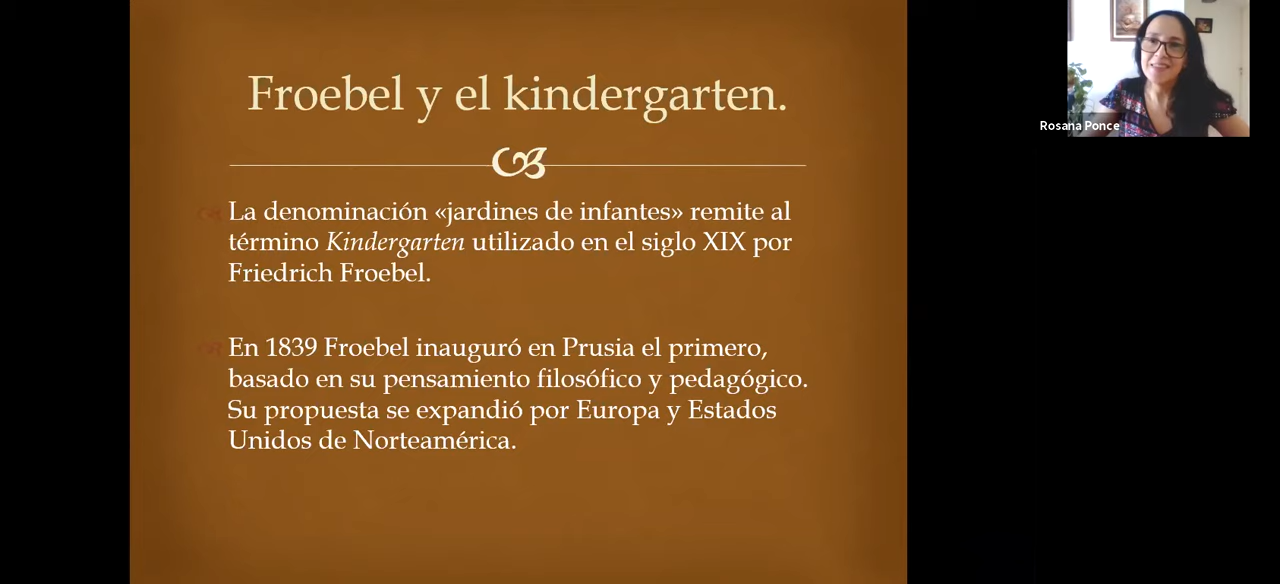 Froebel y el kindergarten.
La denominación «jardines de infantes» remite al
término Kindergarten utilizado en el siglo XIX por
Friedrich Froebel.
En 1839 Froebel inauguró en Prusia el primero,
basado en su pensamiento filosófico y pedagógico.
Su propuesta se expandió por Europa y Estados
Unidos de Norteamérica.
Rosana Ponce